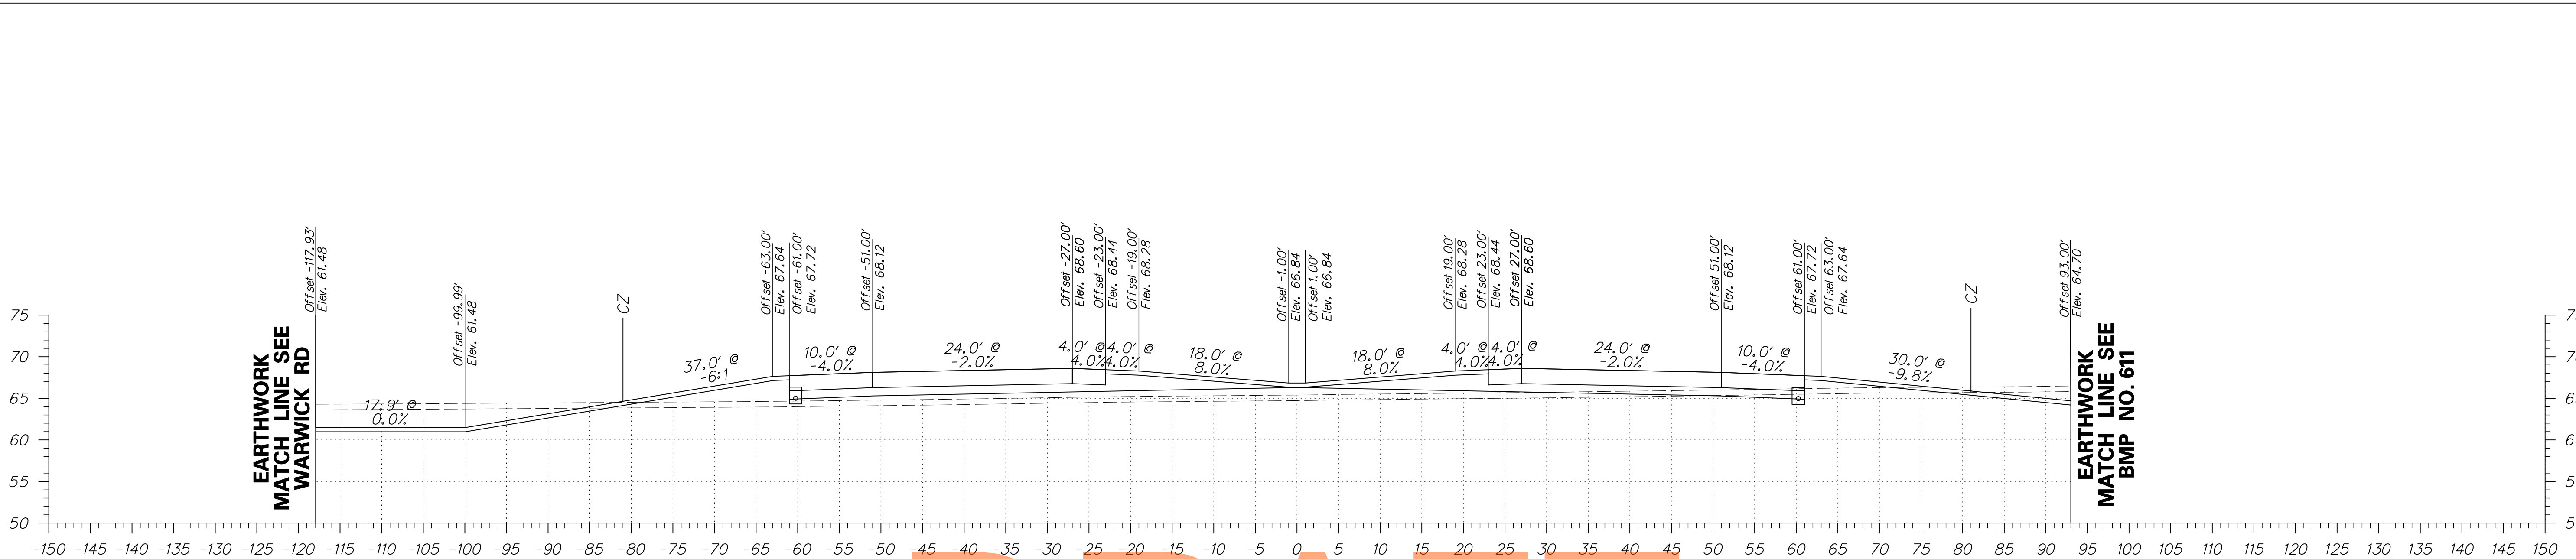 Offset -117.93'
Elev. 61.48
Offset -99.99'
Elev. 61.48
CZ
Offset -63.00'
Elev. 67.64
Offset -61.00'
Elev. 67.72
Offset -51.00'
Elev. 68.12
Offset -27.00'
Elev. 68.60
Offset -23.00'
Elev. 68.44
Offset -19.00'
Elev. 68.28
Offset -1.00'
Elev. 66.84
Offset 1.00'
Elev. 66.84
Offset 19.00'
Elev. 68.28
Offset 23.00'
Elev. 68.44
Offset 27.00'
Elev. 68.60
Offset 51.00'
Elev. 68.12
Offset 61.00'
Elev. 67.72
Offset 63.00'
Elev. 67.64
CZ
Offset 93.00'
Elev. 64.70
EARTHWORK
MATCH LINE SEE
WARWICK RD
17.9' @
0.0%
37.0' @
-6:1
10.0' @
-4.0%
24.0' @
-2.0%
4.0' @
4.0%
4.0' @
4.0%
18.0' @
8.0%
18.0' @
8.0%
4.0' @
4.0%
4.0' @
4.0%
24.0' @
-2.0%
10.0' @
-4.0%
30.0' @
-9.8%
EARTHWORK
MATCH LINE SEE
BMP NO. 611
75
70
65
60
55
50
-150 -145 -140 -135 -130 -125 -120 -115 -110 -105 -100 -95 -90 -85 -80 -75 -70 -65 -60 -55 -50 -45 -40 -35 -30 -25 -20 -15 -10 -5 0 5 10 15 20 25 30 35 40 45 50 55 60 65 70 75 80 85 90 95 100 105 110 115 120 125 130 135 140 145 150